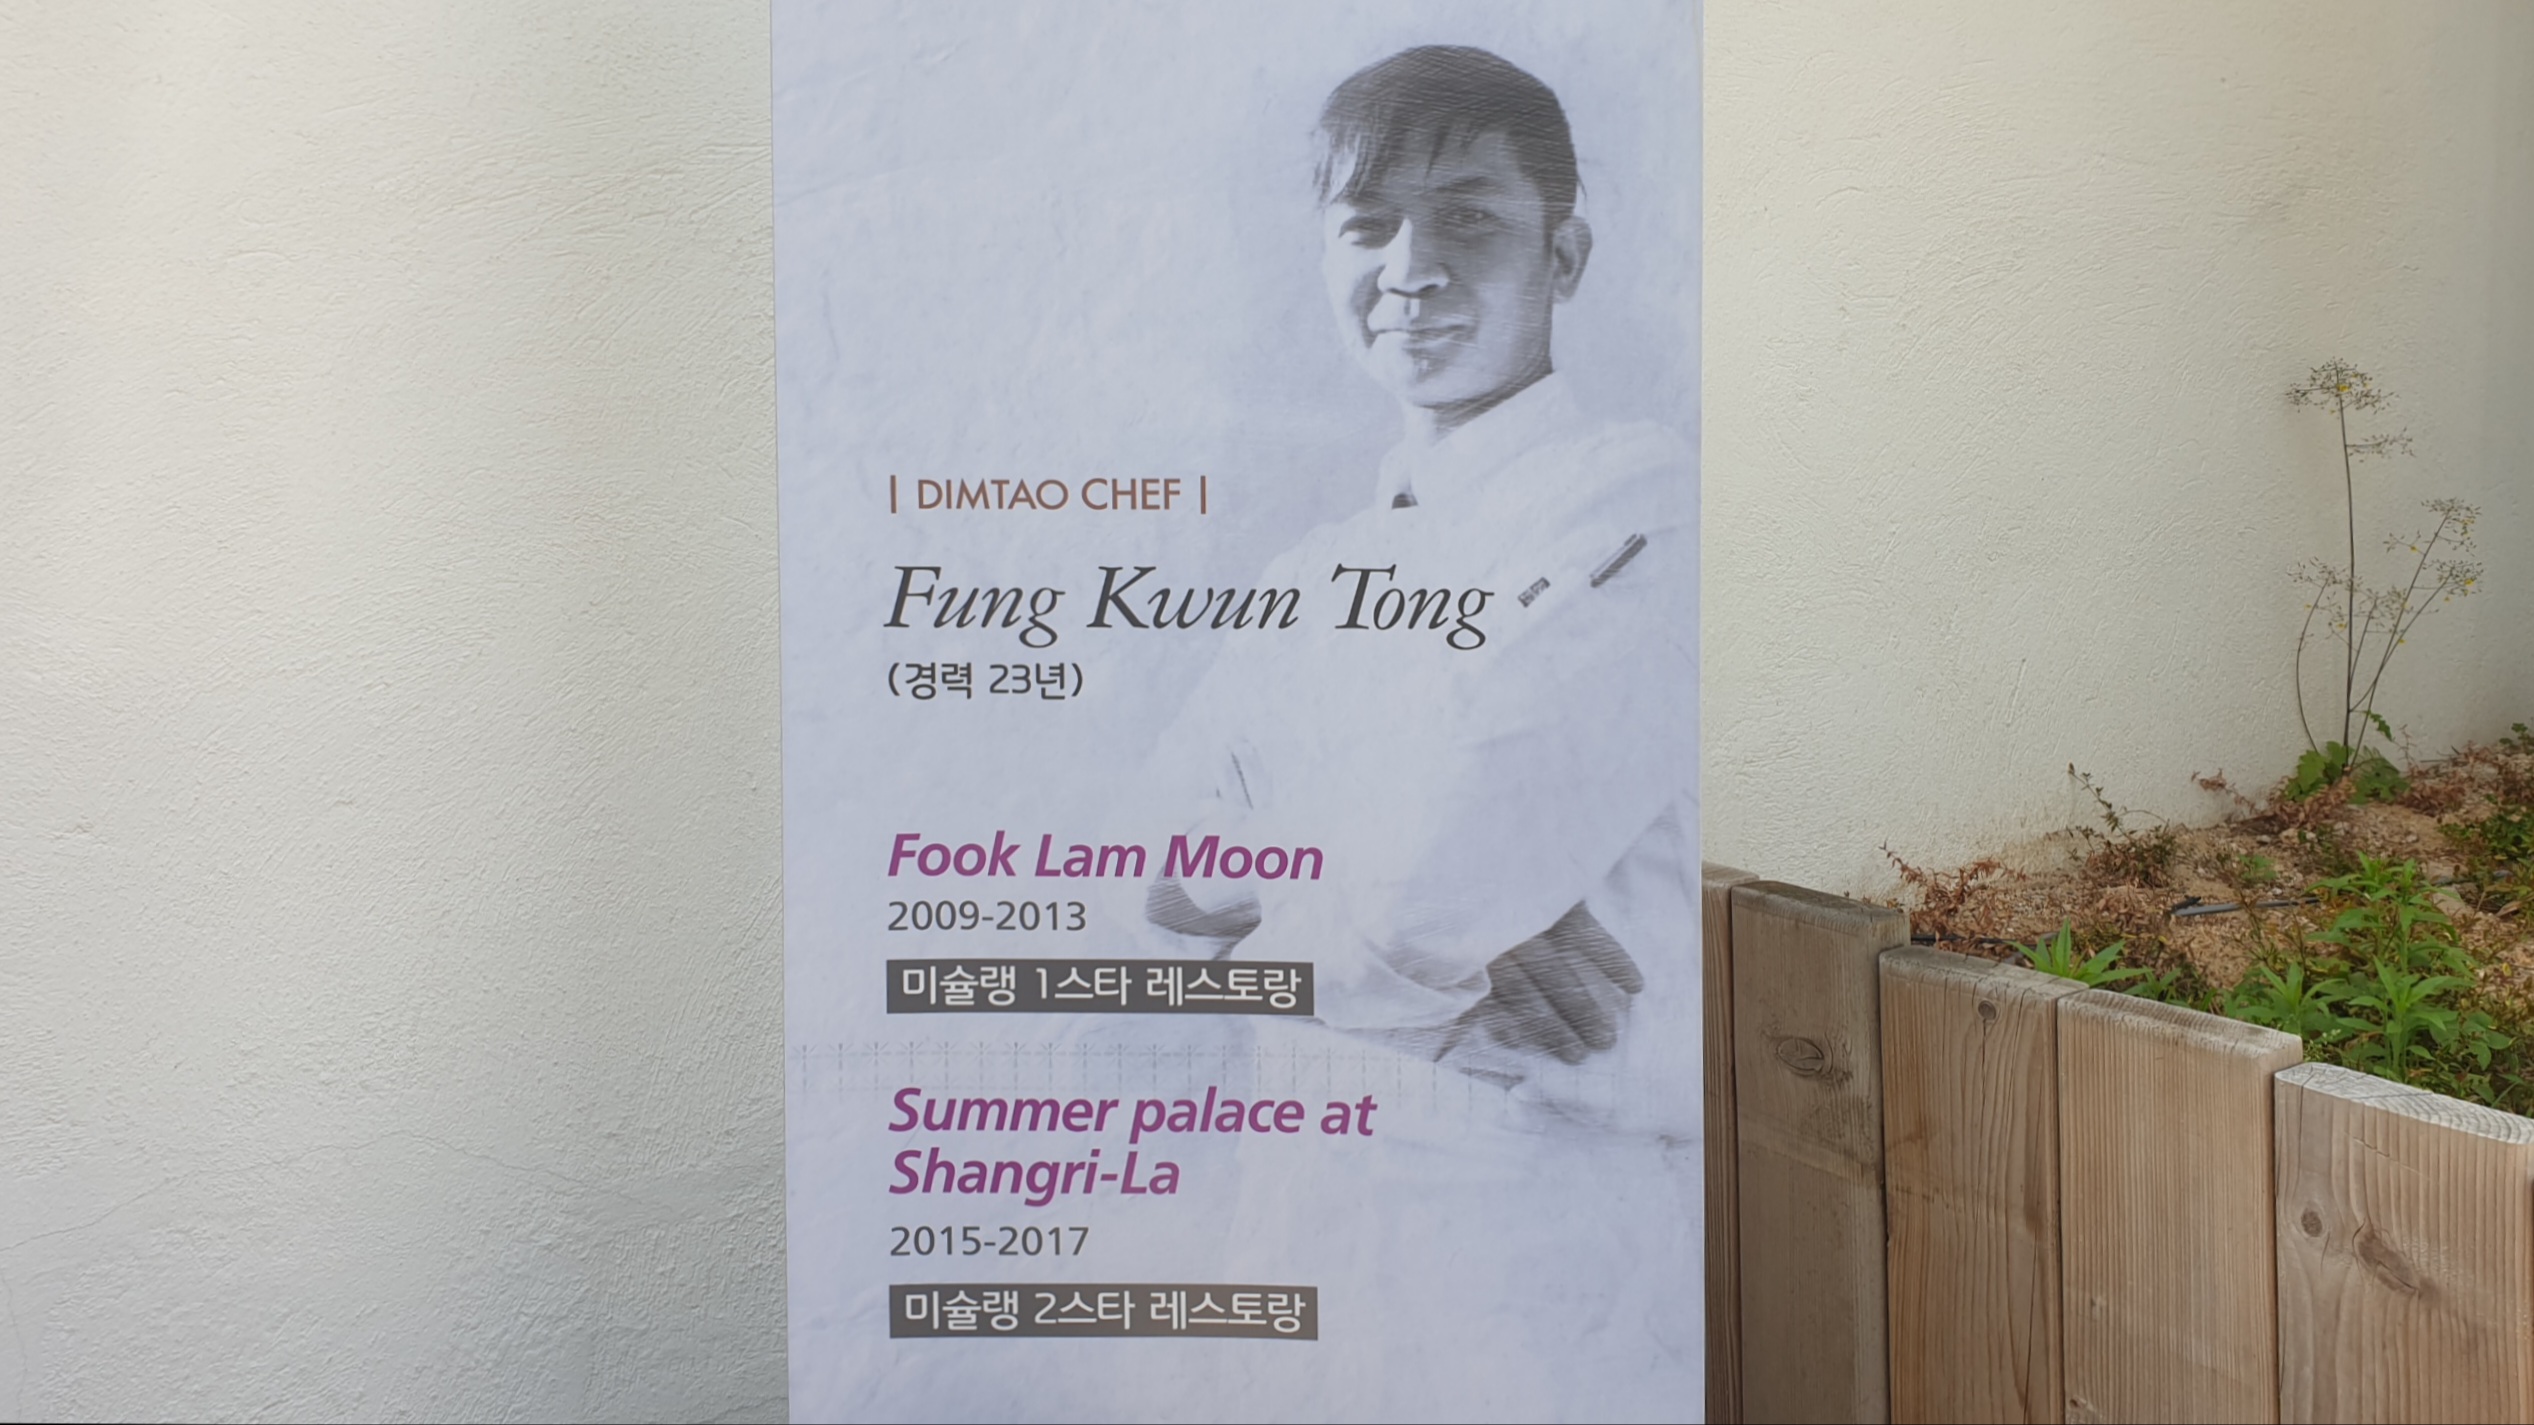 | DIMTAO CHEF |
Fung Kwun Tong
(경력 23년)
Fook Lam Moon
2009-2013
미슐랭 1스타 레스토랑
Summer palace at
Shangri-La
2015-2017
미슐랭 2스타 레스토랑